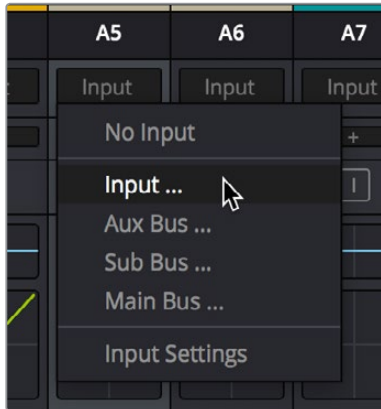 A5 A6 A7
Input Input Input
No Input
+
Input ...
I
Aux Bus ...
Sub Bus ...
Main Bus ...
Input Settings